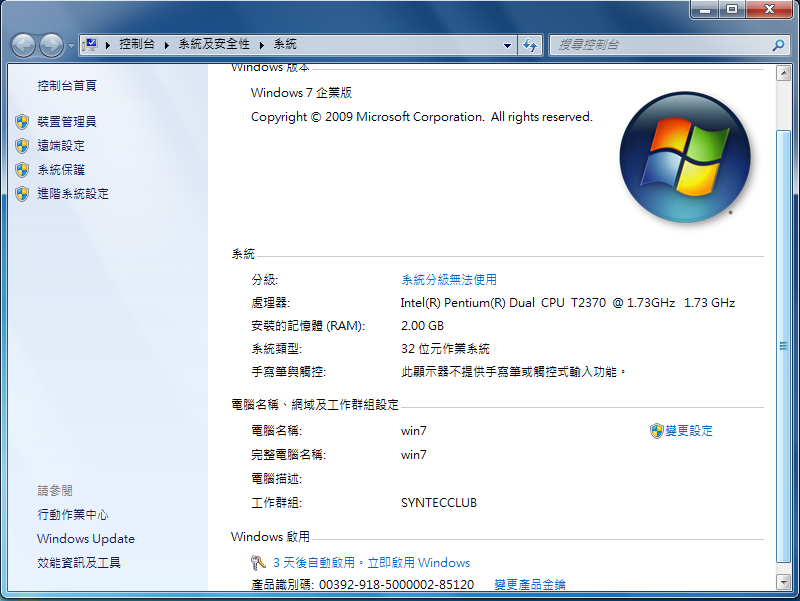 控制台 ▸ 系統及安全性 ▸ 系統
搜尋控制台
控制台首頁
裝置管理員
遠端設定
系統保護
進階系統設定
請參閱
行動作業中心
Windows Update
效能資訊及工具
Windows 版本
Windows 7 企業版
Copyright © 2009 Microsoft Corporation. All rights reserved.
系統
分級: 系統分級無法使用
處理器: Intel(R) Pentium(R) Dual CPU T2370 @ 1.73GHz 1.73 GHz
安裝的記憶體 (RAM): 2.00 GB
系統類型: 32 位元作業系統
手寫筆與觸控: 此顯示器不提供手寫筆或觸控式輸入功能。
電腦名稱、網域及工作群組設定
電腦名稱: win7 變更設定
完整電腦名稱: win7
電腦描述:
工作群組: SYNTECCLUB
Windows 啟用
3 天後自動啟用。立即啟用 Windows
產品識別碼: 00392-918-5000002-85120 變更產品金鑰